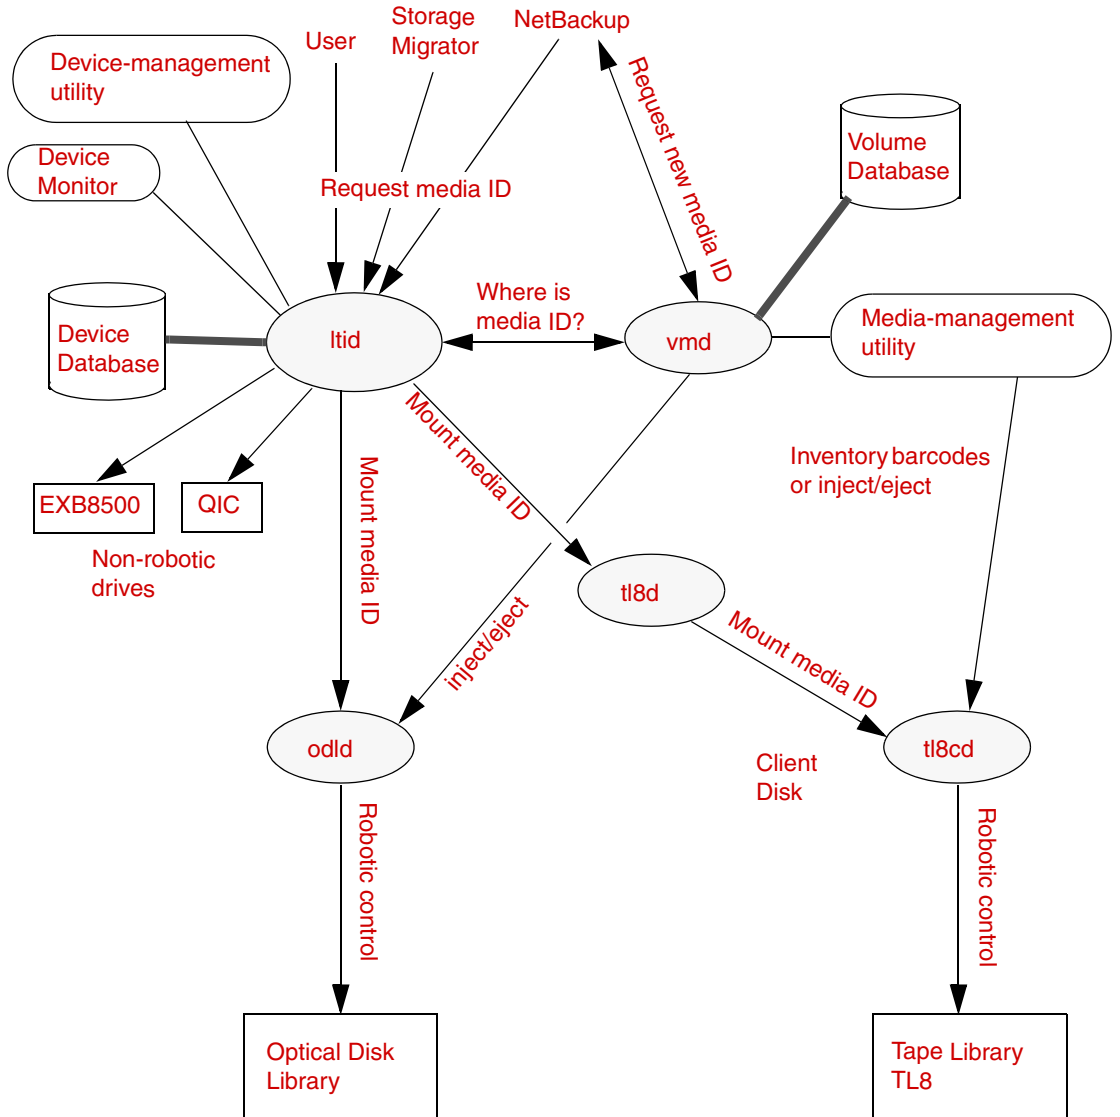 Storage
Migrator
NetBackup
User
Device-management
utility
Device
Monitor
Request media ID
Request new media ID
Volume
Database
Where is
media ID?
Device
Database
ltid
vmd
Media-management
utility
Mount media ID
Inventory barcodes
or inject/eject
EXB8500
QIC
Mount media ID
Non-robotic
drives
tl8d
inject/eject
Mount media ID
odld
tl8cd
Client
Disk
Robotic control
Robotic control
Optical Disk
Library
Tape Library
TL8